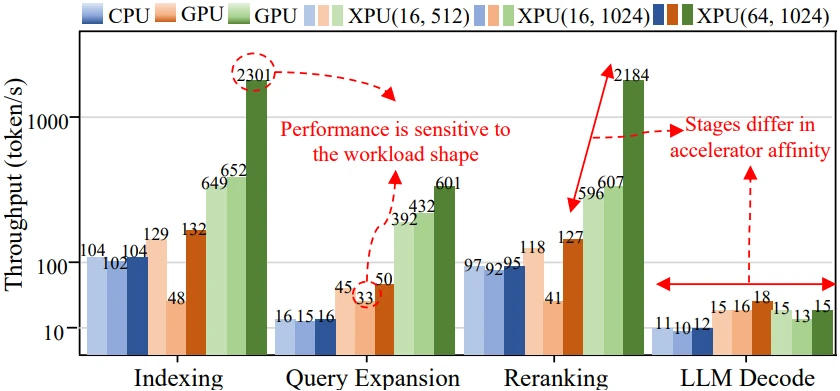 CPU GPU GPU XPU(16, 512) XPU(16, 1024) XPU(64, 1024)
Throughput (token/s)
1000
100
10
104 102 104 129 48 132 649 652 2301
16 15 16 45 33 50 392 432 601
97 92 95 118 41 127 596 607 2184
11 10 12 15 16 18 15 13 15
Performance is sensitive to
the workload shape
Stages differ in
accelerator affinity
Indexing Query Expansion Reranking LLM Decode